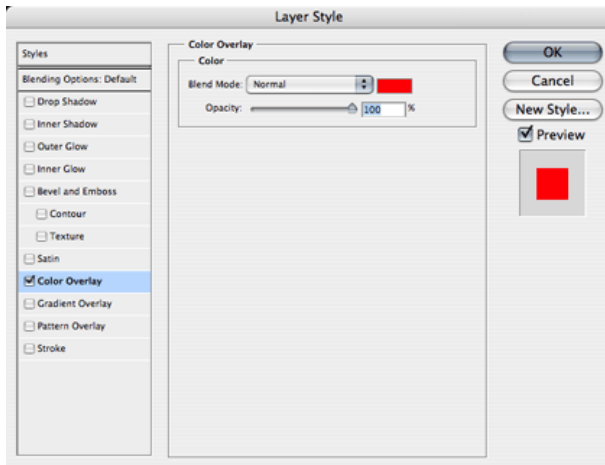 Layer Style
Styles
Blending Options: Default
Drop Shadow
Inner Shadow
Outer Glow
Inner Glow
Bevel and Emboss
Contour
Texture
Satin
Color Overlay
Gradient Overlay
Pattern Overlay
Stroke
Color Overlay
Color
Blend Mode: Normal
Opacity: 100 %
OK
Cancel
New Style...
Preview